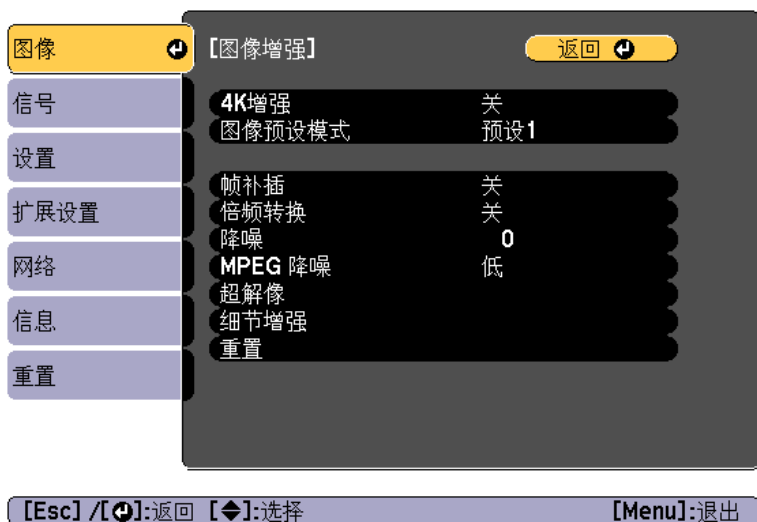 图像
信号
设置
扩展设置
网络
信息
重置
[图像增强] 返回
4K增强 关
图像预设模式 预设1
帧补插 关
倍频转换 关
降噪 0
MPEG 降噪 低
超解像
细节增强
重置
[Esc] /[]:返回 []:选择 [Menu]:退出